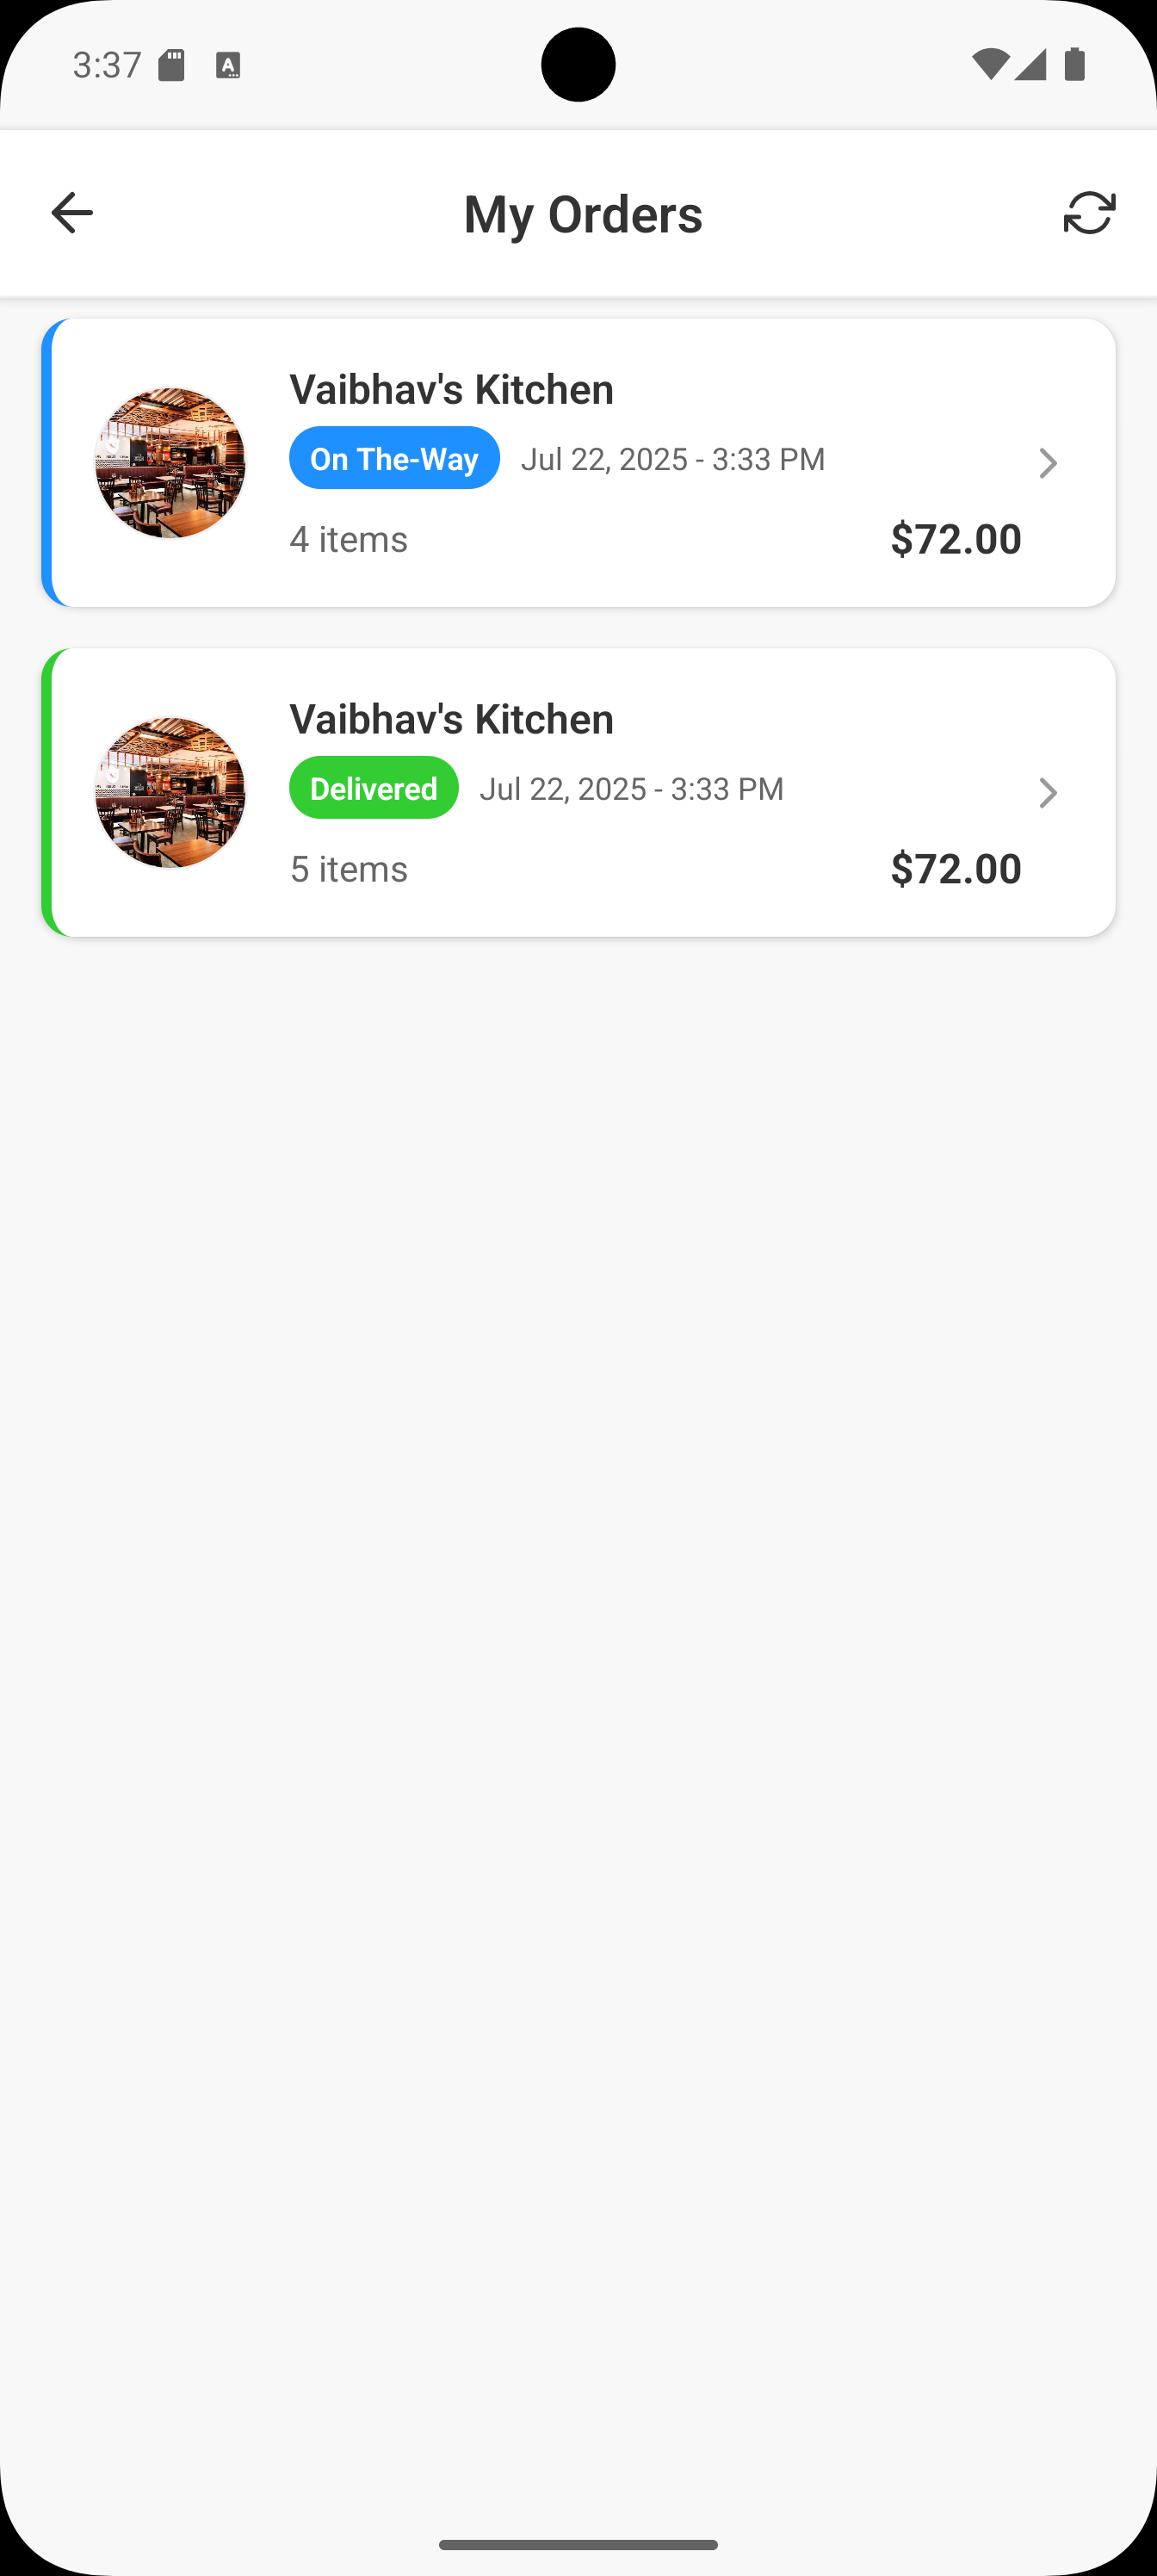 3:37
My Orders
Vaibhav's Kitchen
On The-Way Jul 22, 2025 - 3:33 PM
4 items $72.00
Vaibhav's Kitchen
Delivered Jul 22, 2025 - 3:33 PM
5 items $72.00